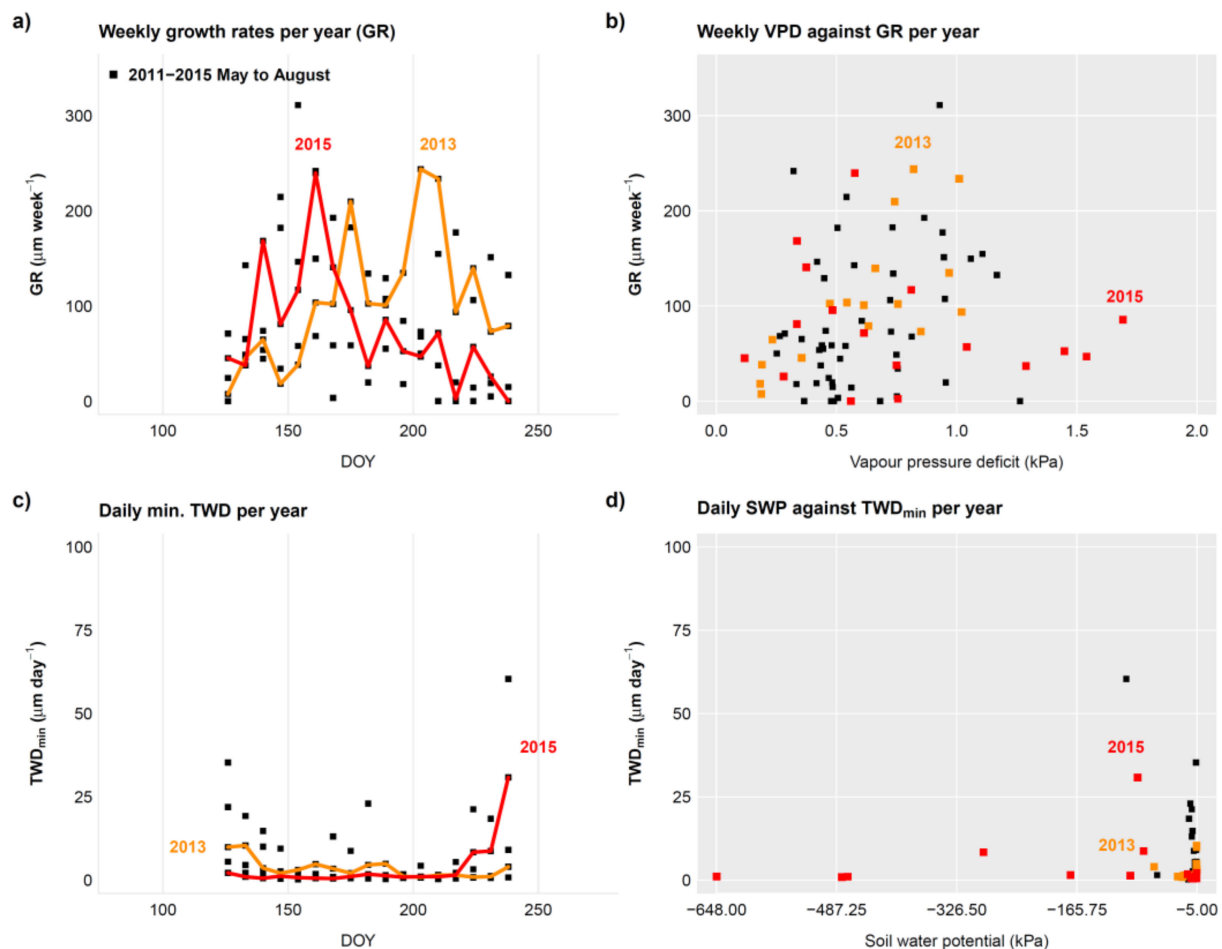 a)
Weekly growth rates per year (GR)
■ 2011−2015 May to August
2015
2013
300
200
100
0
GR (μm week⁻¹)
100
150
200
250
DOY
b)
Weekly VPD against GR per year
2013
2015
300
200
100
0
GR (μm week⁻¹)
0.0
0.5
1.0
1.5
2.0
Vapour pressure deficit (kPa)
c)
Daily min. TWD per year
2015
2013
100
75
50
25
0
TWDmin (μm day⁻¹)
100
150
200
250
DOY
d)
Daily SWP against TWDmin per year
2015
2013
100
75
50
25
0
TWDmin (μm day⁻¹)
−648.00
−487.25
−326.50
−165.75
−5.00
Soil water potential (kPa)